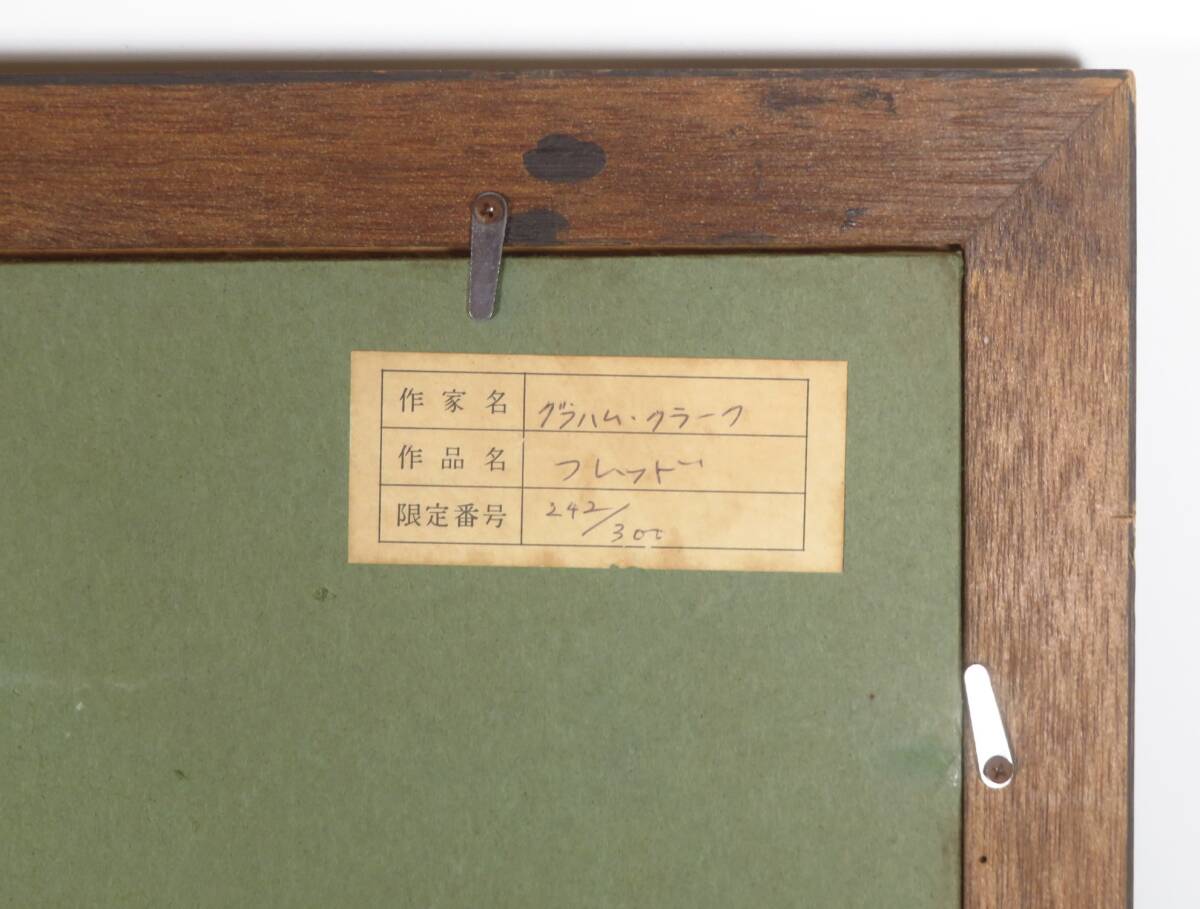 作家名 グラハム・クラーク
作品名 フレッド
限定番号 242/300